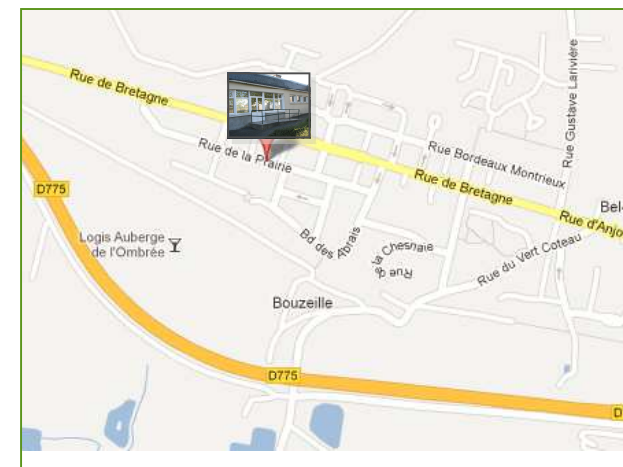 Rue de Bretagne
Rue Gustave Larivière
Rue de la Prairie
Rue Bordeaux Montrieux
Rue de Bretagne
D775
Bel-
Rue d'Anjo
Logis Auberge
de l'Ombrée
Bd des Abrais
Rue de la Chesnaie
Rue du Vert Coteau
Bouzeille
D775
D